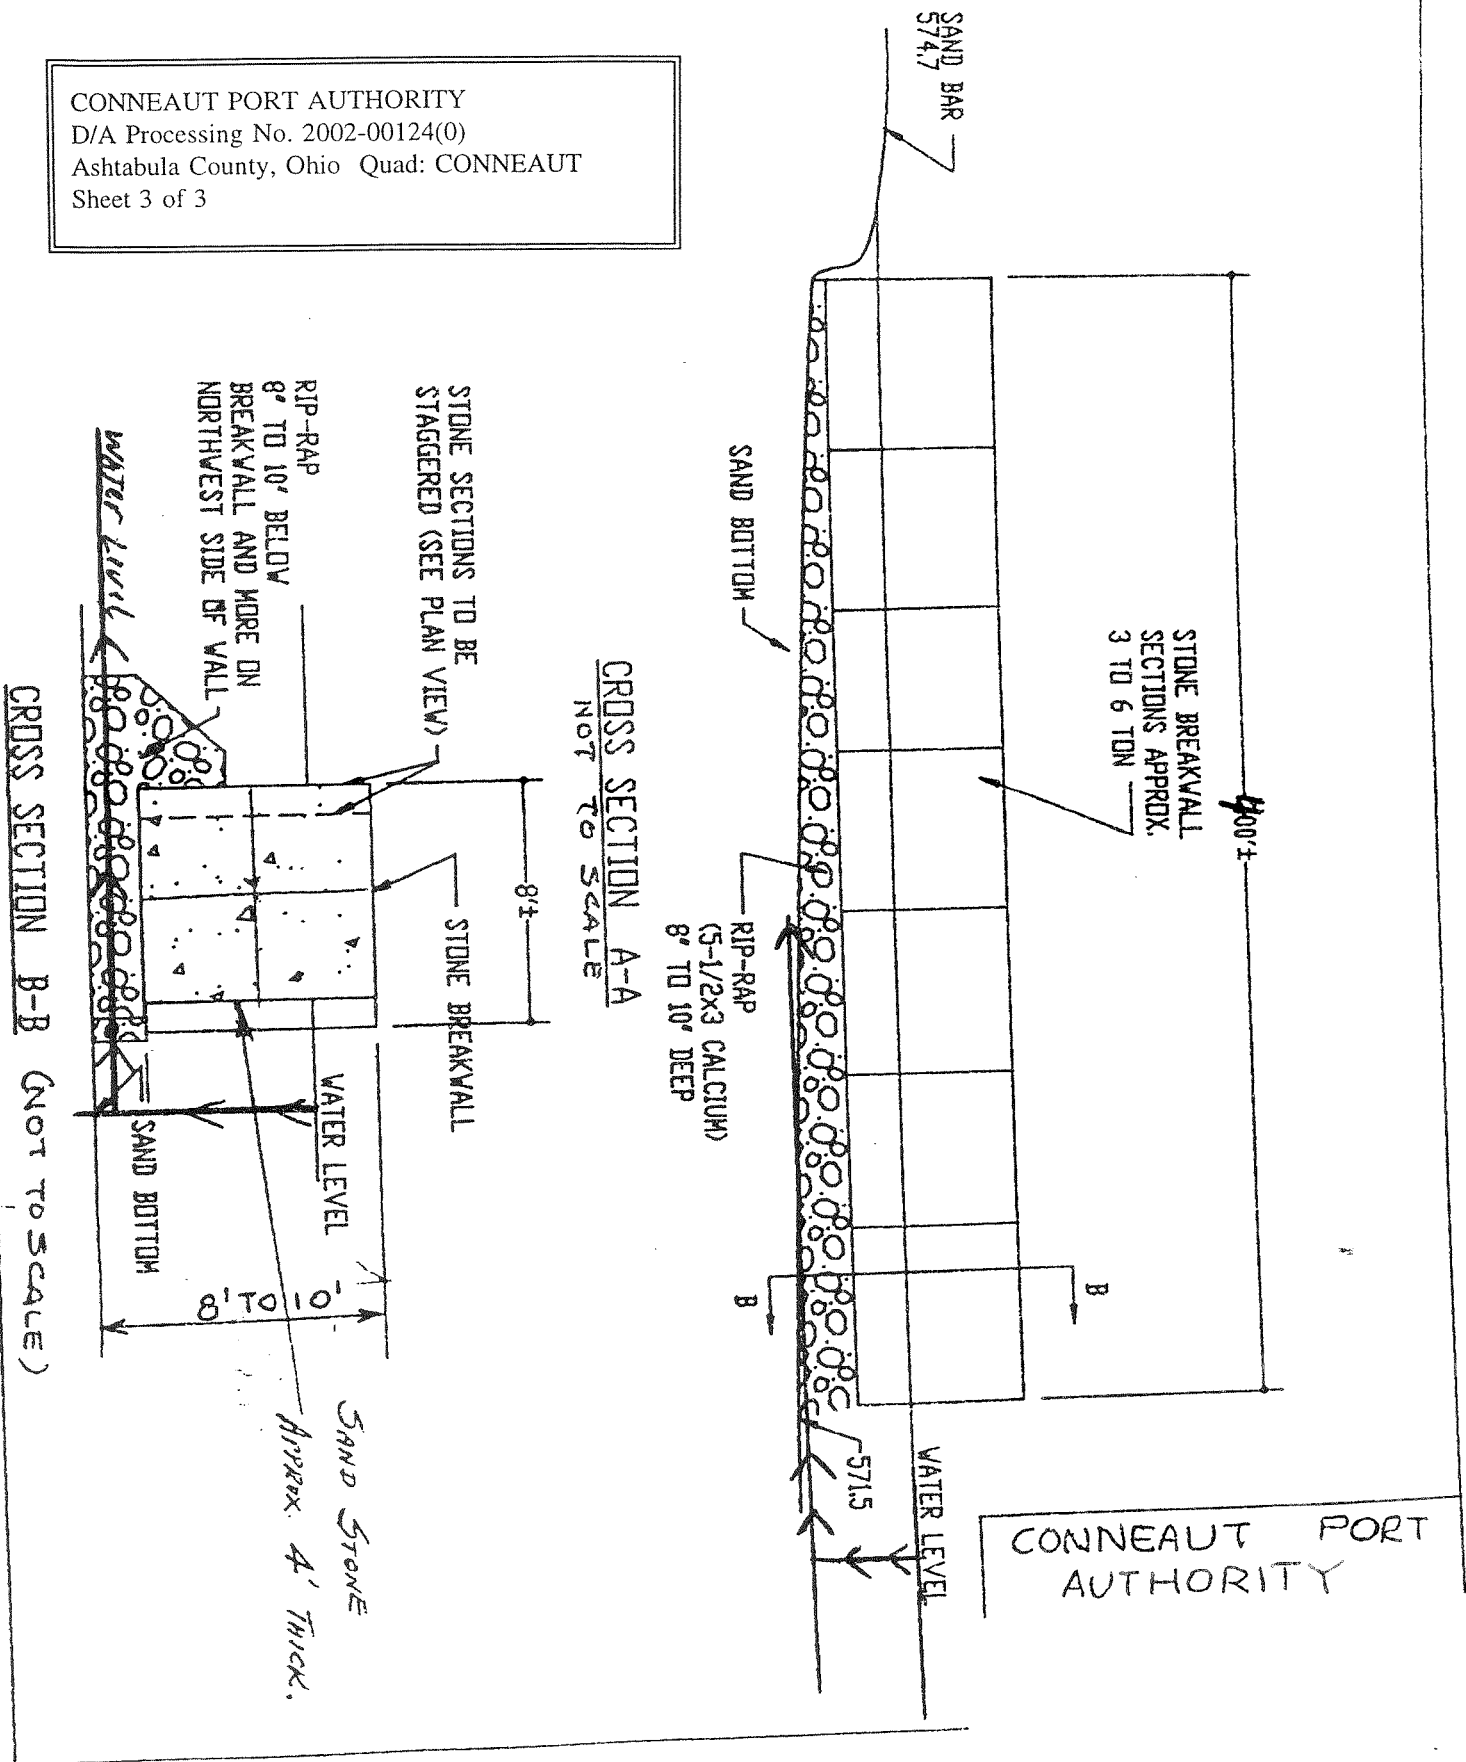 CONNEAUT PORT AUTHORITY
D/A Processing No. 2002-00124(0)
Ashtabula County, Ohio Quad: CONNEAUT
Sheet 3 of 3
SAND BAR
574.7
STONE BREAKWALL
SECTIONS APPROX.
3 TO 6 TON
SAND BOTTOM
RIP-RAP
(5-1/2x3 CALCIUM)
8" TO 10" DEEP
B
B
571.5
WATER LEVEL
CONNEAUT PORT
AUTHORITY
CROSS SECTION A-A
NOT TO SCALE
STONE SECTIONS TO BE
STAGGERED (SEE PLAN VIEW)
RIP-RAP
8" TO 10" BELOW
BREAKWALL AND MORE ON
NORTHWEST SIDE OF WALL
WATER LEVEL
8'±
STONE BREAKWALL
WATER LEVEL
SAND BOTTOM
8' TO 10'
SAND STONE
APPROX. 4' THICK.
CROSS SECTION B-B (NOT TO SCALE)